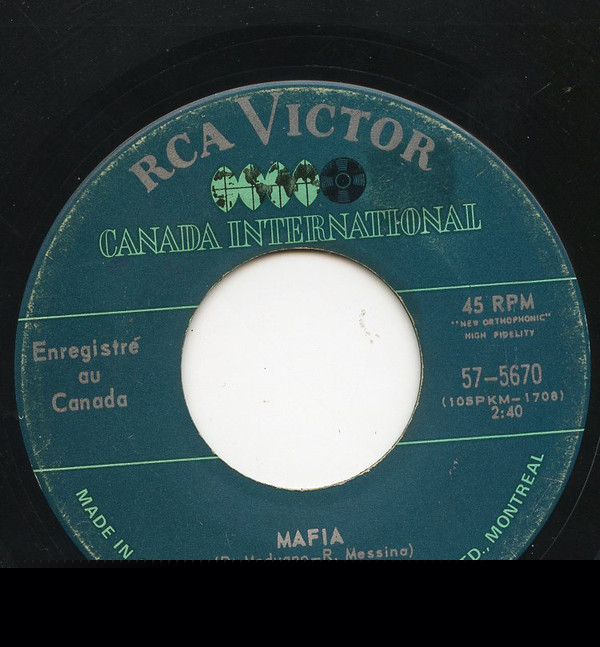 RCA VICTOR
CANADA INTERNATIONAL
45 RPM
"NEW ORTHOPHONIC"
HIGH FIDELITY
Enregistré
au
Canada
57-5670
(10SPKM-1708)
2:40
MADE IN
MAFIA
R. Messina)
MONTREAL